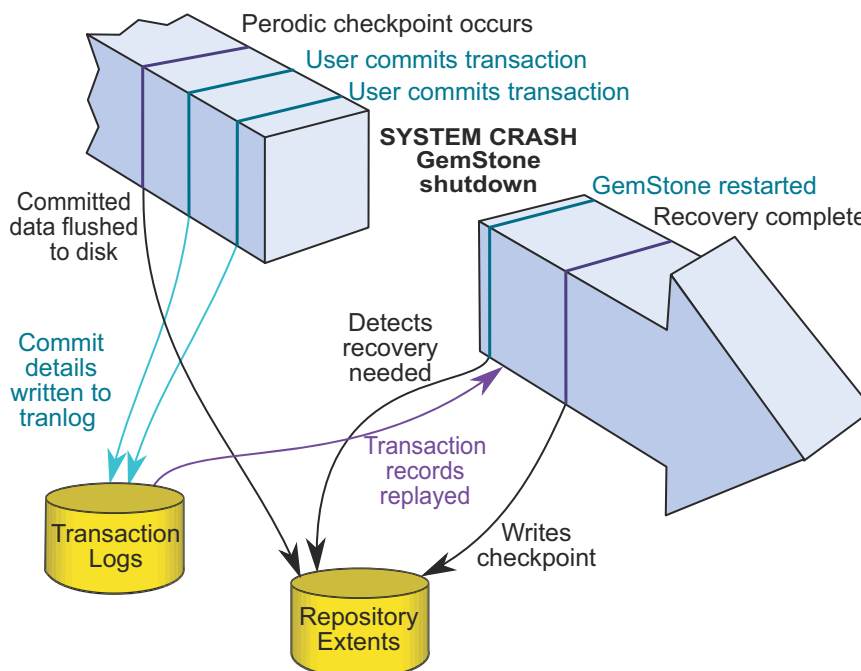 Perodic checkpoint occurs
User commits transaction
User commits transaction
SYSTEM CRASH
GemStone
shutdown
GemStone restarted
Recovery complete
Committed
data flushed
to disk
Detects
recovery
needed
Commit
details
written to
tranlog
Transaction
records
replayed
Writes
checkpoint
Transaction
Logs
Repository
Extents